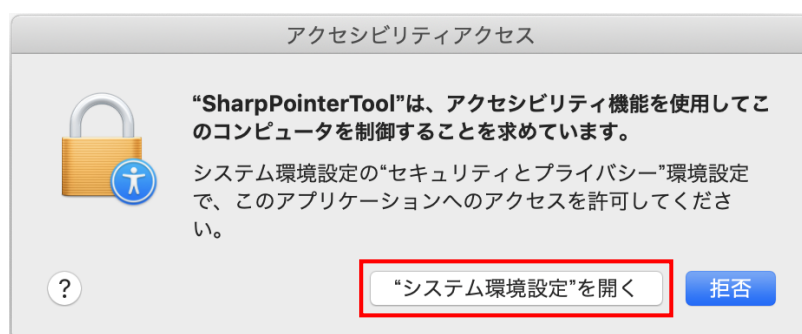 アクセシビリティアクセス
“SharpPointerTool”は、アクセシビリティ機能を使用してこ
のコンピュータを制御することを求めています。
システム環境設定の“セキュリティとプライバシー”環境設定
で、このアプリケーションへのアクセスを許可してくださ
い。
?
“システム環境設定”を開く
拒否